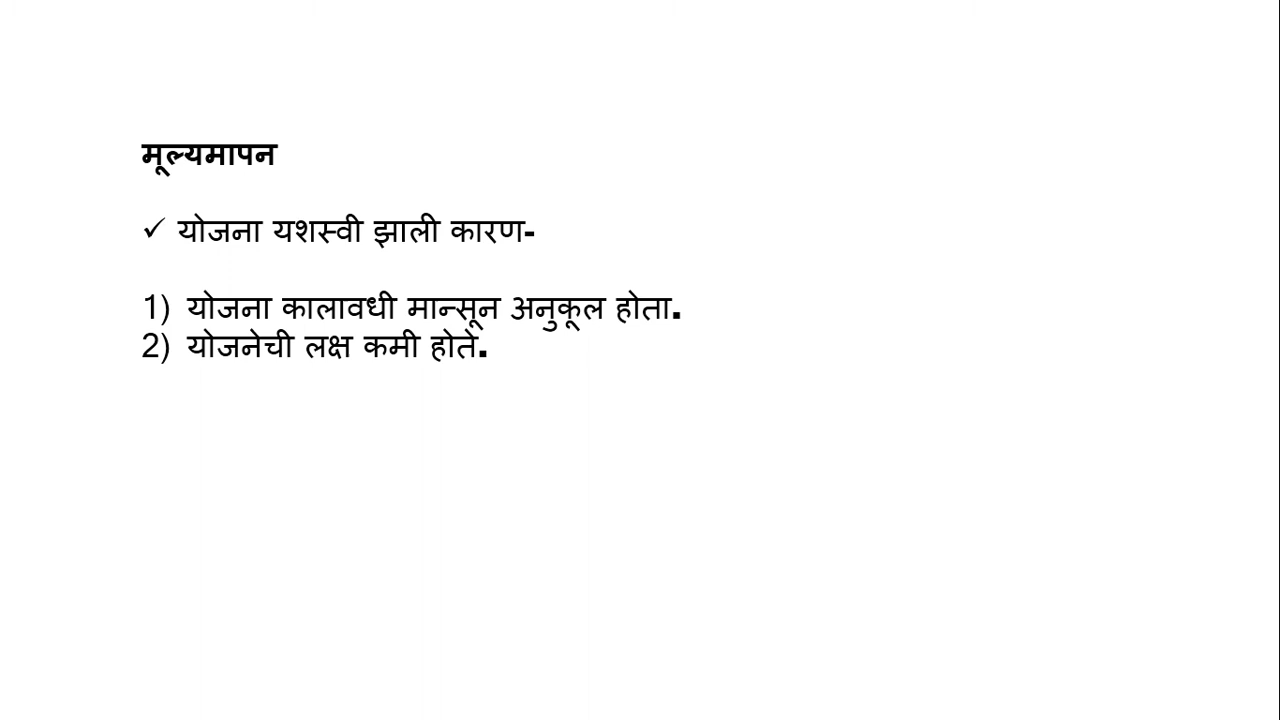 मूल्यमापन
✓ योजना यशस्वी झाली कारण-
1) योजना कालावधी मान्सून अनुकूल होता.
2) योजनेची लक्ष कमी होते.